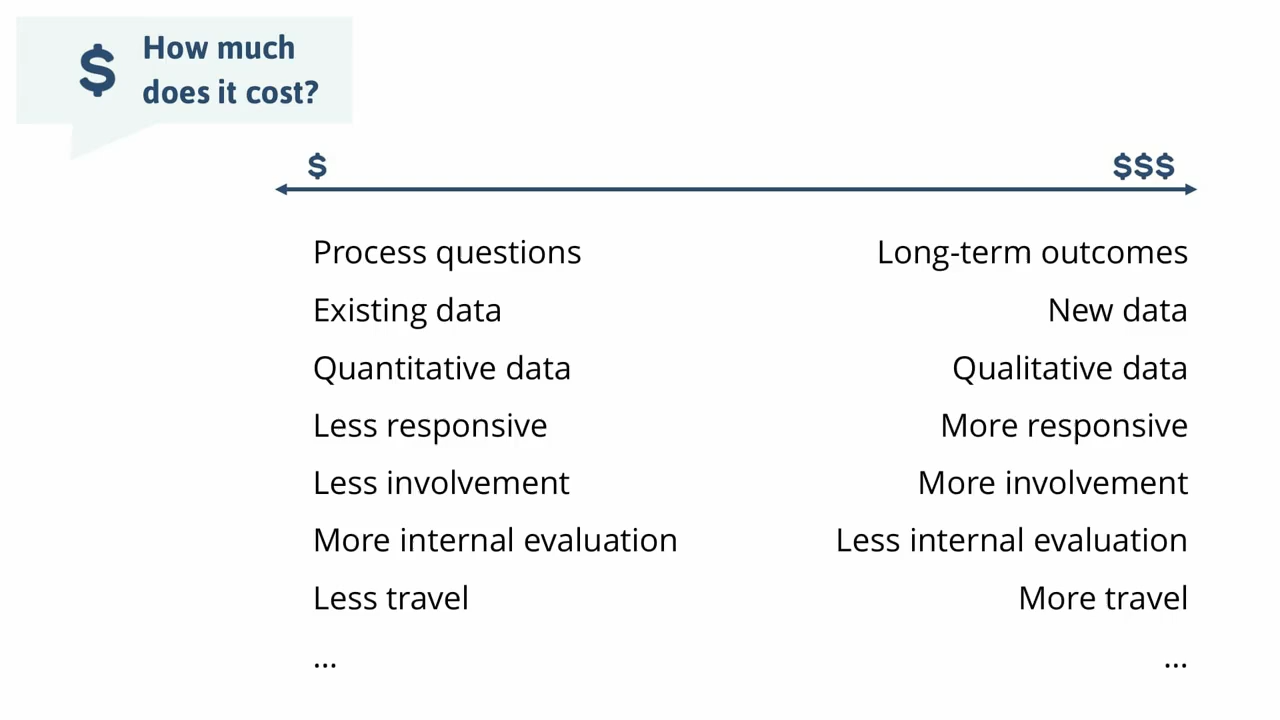 $
How much
does it cost?
$ $$$
Process questions Long-term outcomes
Existing data New data
Quantitative data Qualitative data
Less responsive More responsive
Less involvement More involvement
More internal evaluation Less internal evaluation
Less travel More travel
... ...